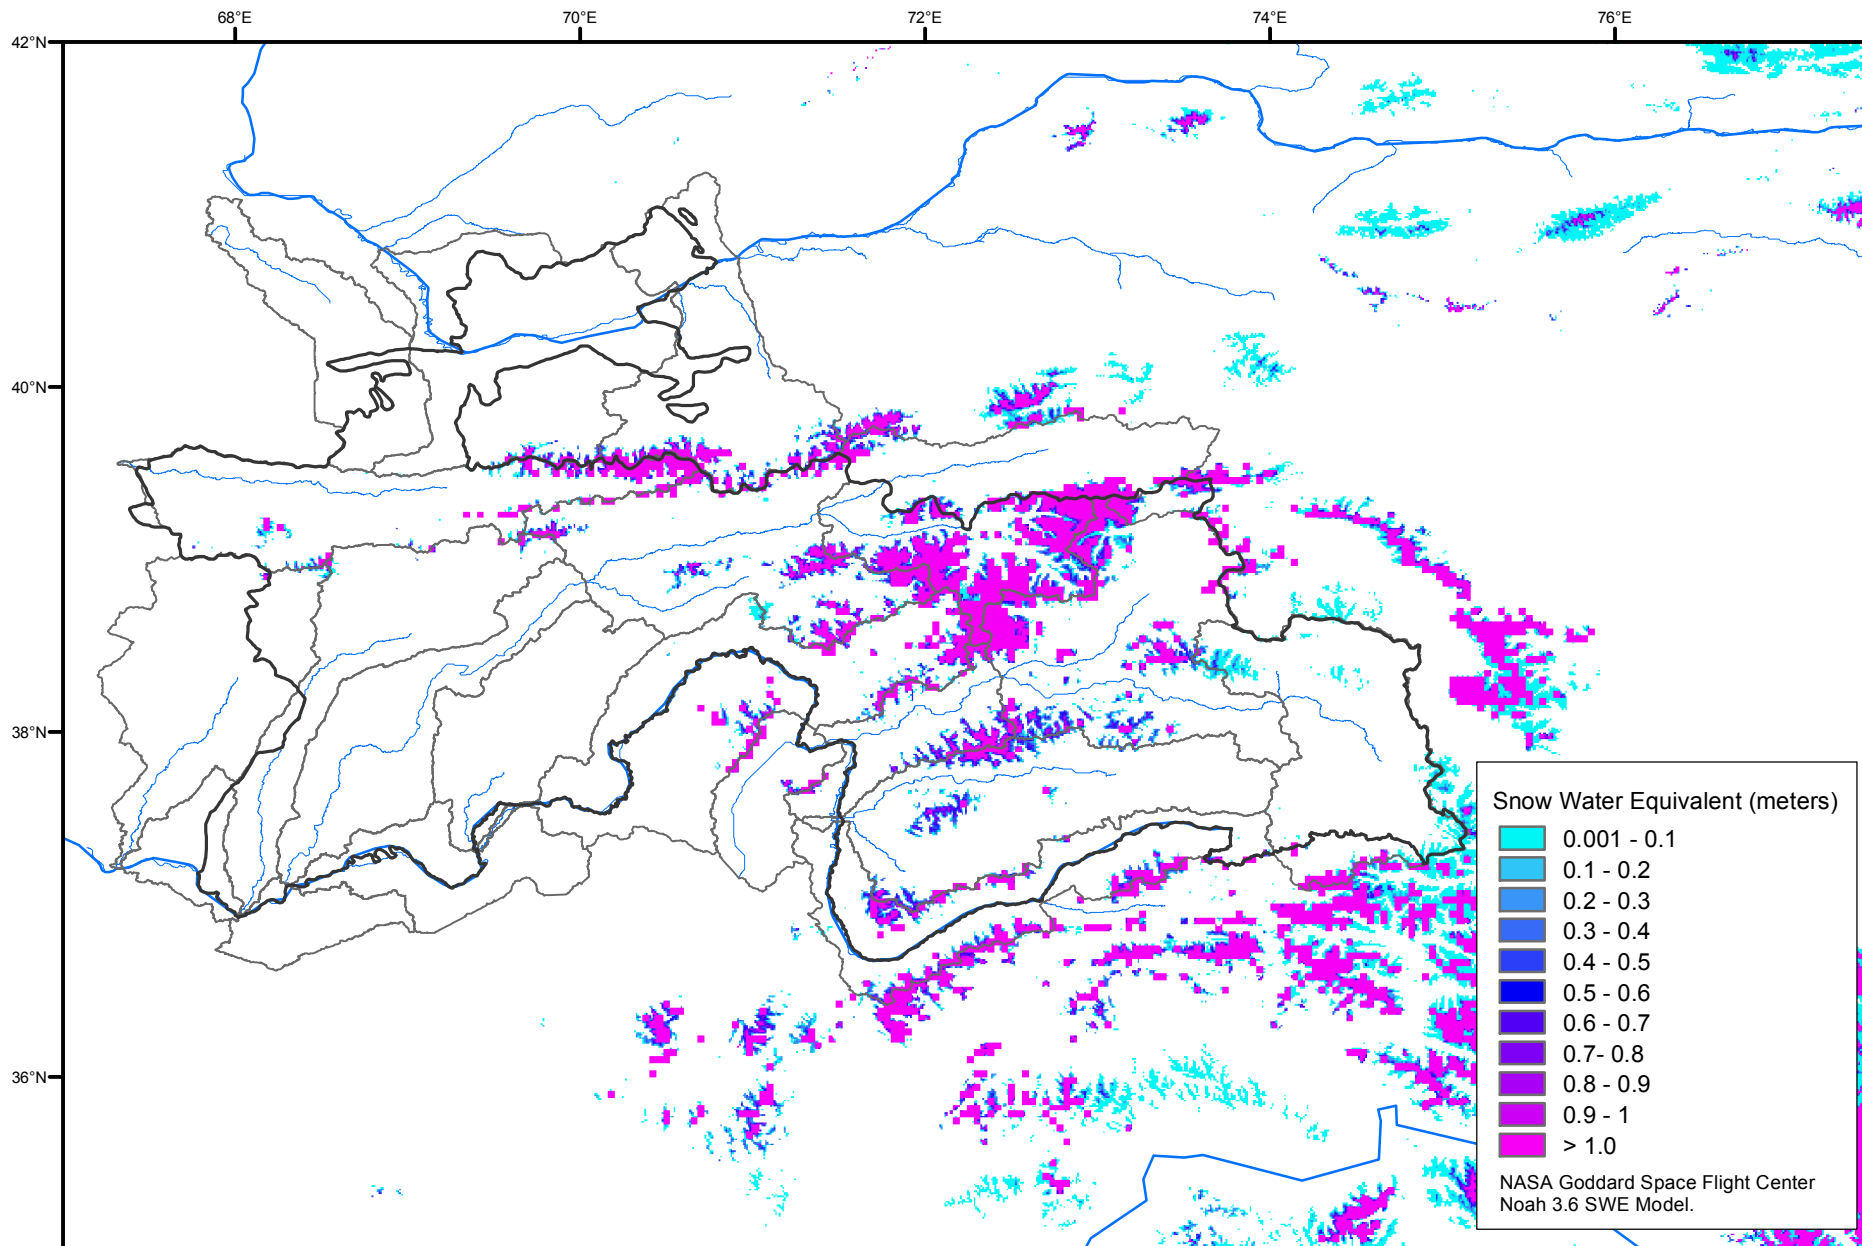 68°E 70°E 72°E 74°E 76°E
42°N
40°N
38°N
36°N
Snow Water Equivalent (meters)
0.001 - 0.1
0.1 - 0.2
0.2 - 0.3
0.3 - 0.4
0.4 - 0.5
0.5 - 0.6
0.6 - 0.7
0.7- 0.8
0.8 - 0.9
0.9 - 1
> 1.0
NASA Goddard Space Flight Center
Noah 3.6 SWE Model.